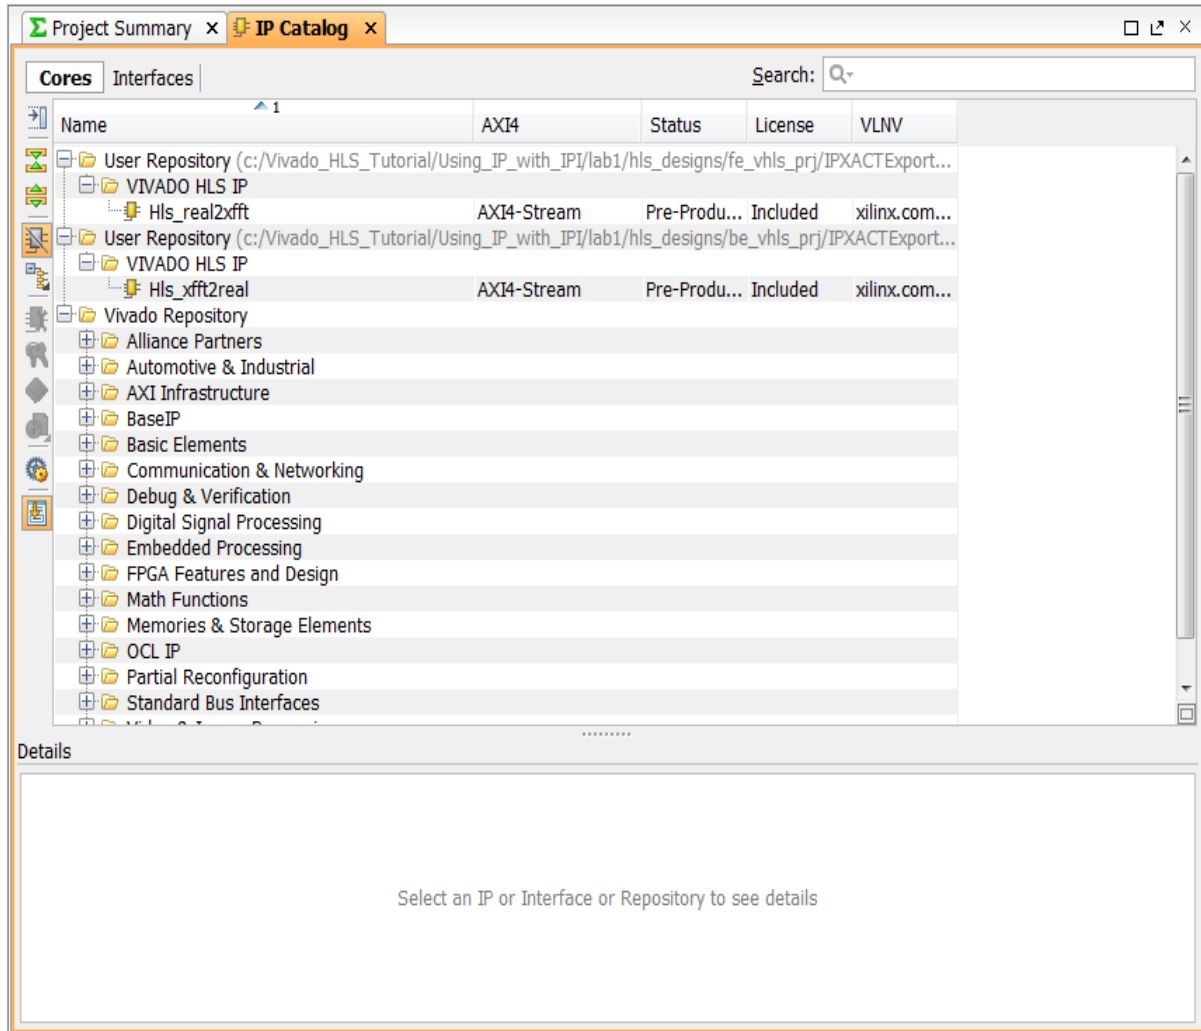 Project Summary × IP Catalog ×
Cores Interfaces Search:
Name 1 AXI4 Status License VLNV
User Repository (c:/Vivado_HLS_Tutorial/Using_IP_with_IPI/lab1/hls_designs/fe_vhls_prj/IPXACTExport...
VIVADO HLS IP
Hls_real2xfft AXI4-Stream Pre-Produ... Included xilinx.com...
User Repository (c:/Vivado_HLS_Tutorial/Using_IP_with_IPI/lab1/hls_designs/be_vhls_prj/IPXACTExport...
VIVADO HLS IP
Hls_xfft2real AXI4-Stream Pre-Produ... Included xilinx.com...
Vivado Repository
Alliance Partners
Automotive & Industrial
AXI Infrastructure
BaseIP
Basic Elements
Communication & Networking
Debug & Verification
Digital Signal Processing
Embedded Processing
FPGA Features and Design
Math Functions
Memories & Storage Elements
OCL IP
Partial Reconfiguration
Standard Bus Interfaces
Details
Select an IP or Interface or Repository to see details